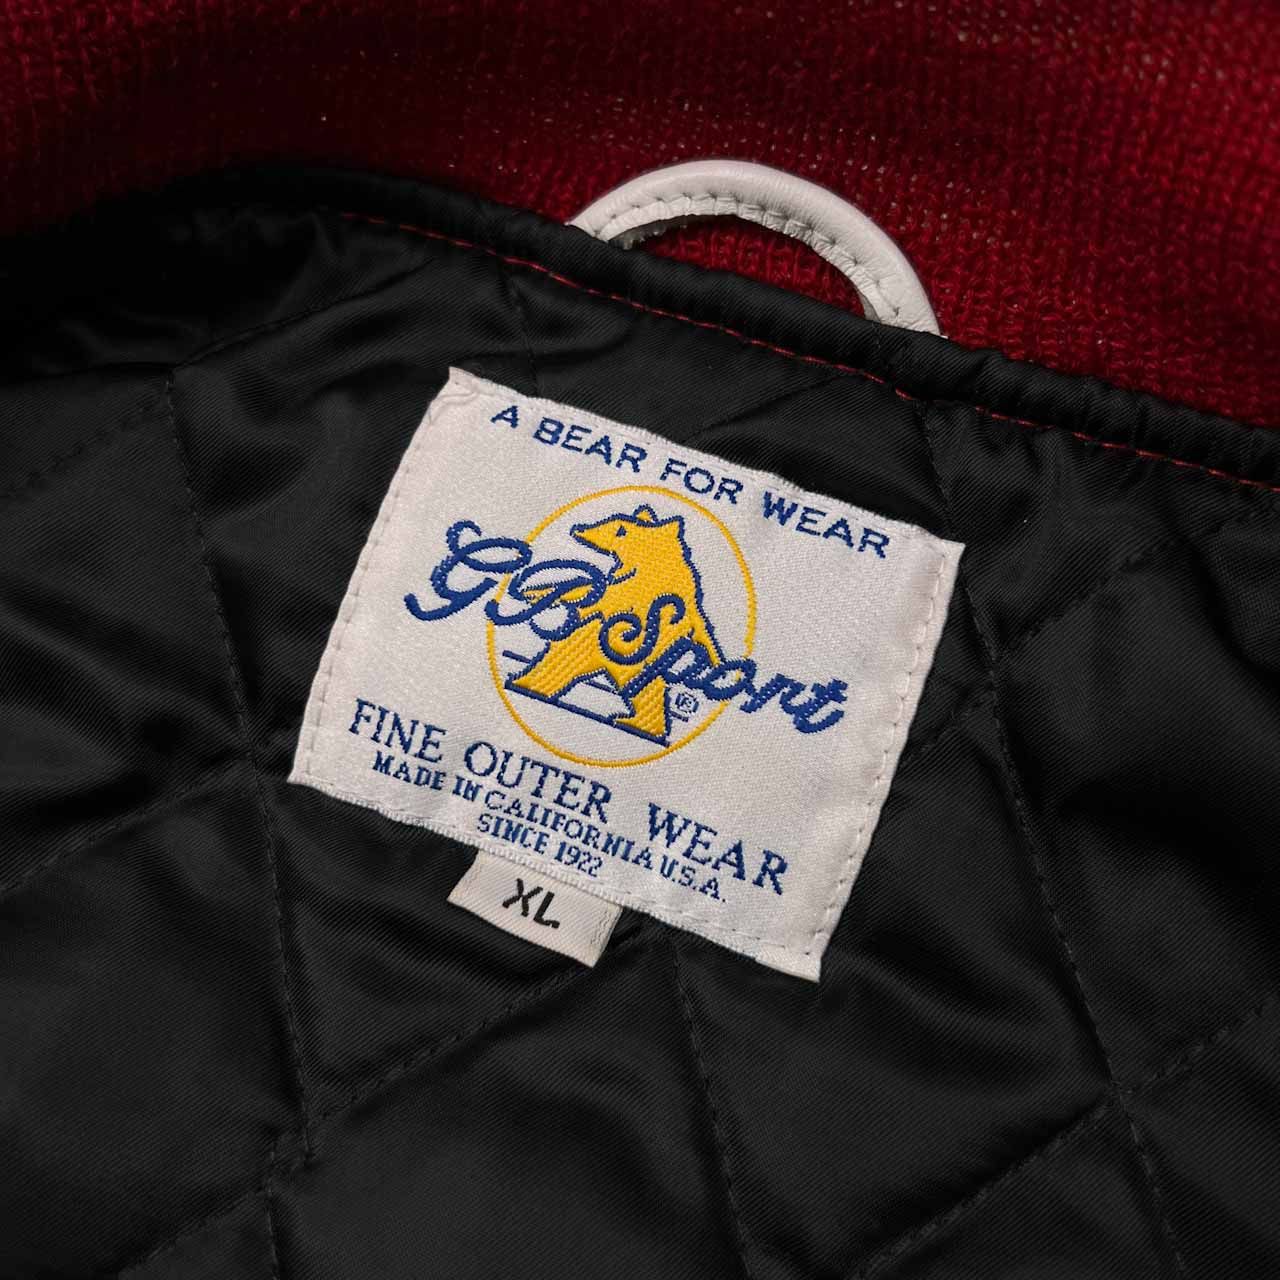 A BEAR FOR WEAR
GB Sport
®
FINE OUTER WEAR
MADE IN CALIFORNIA U.S.A.
SINCE 1922
XL